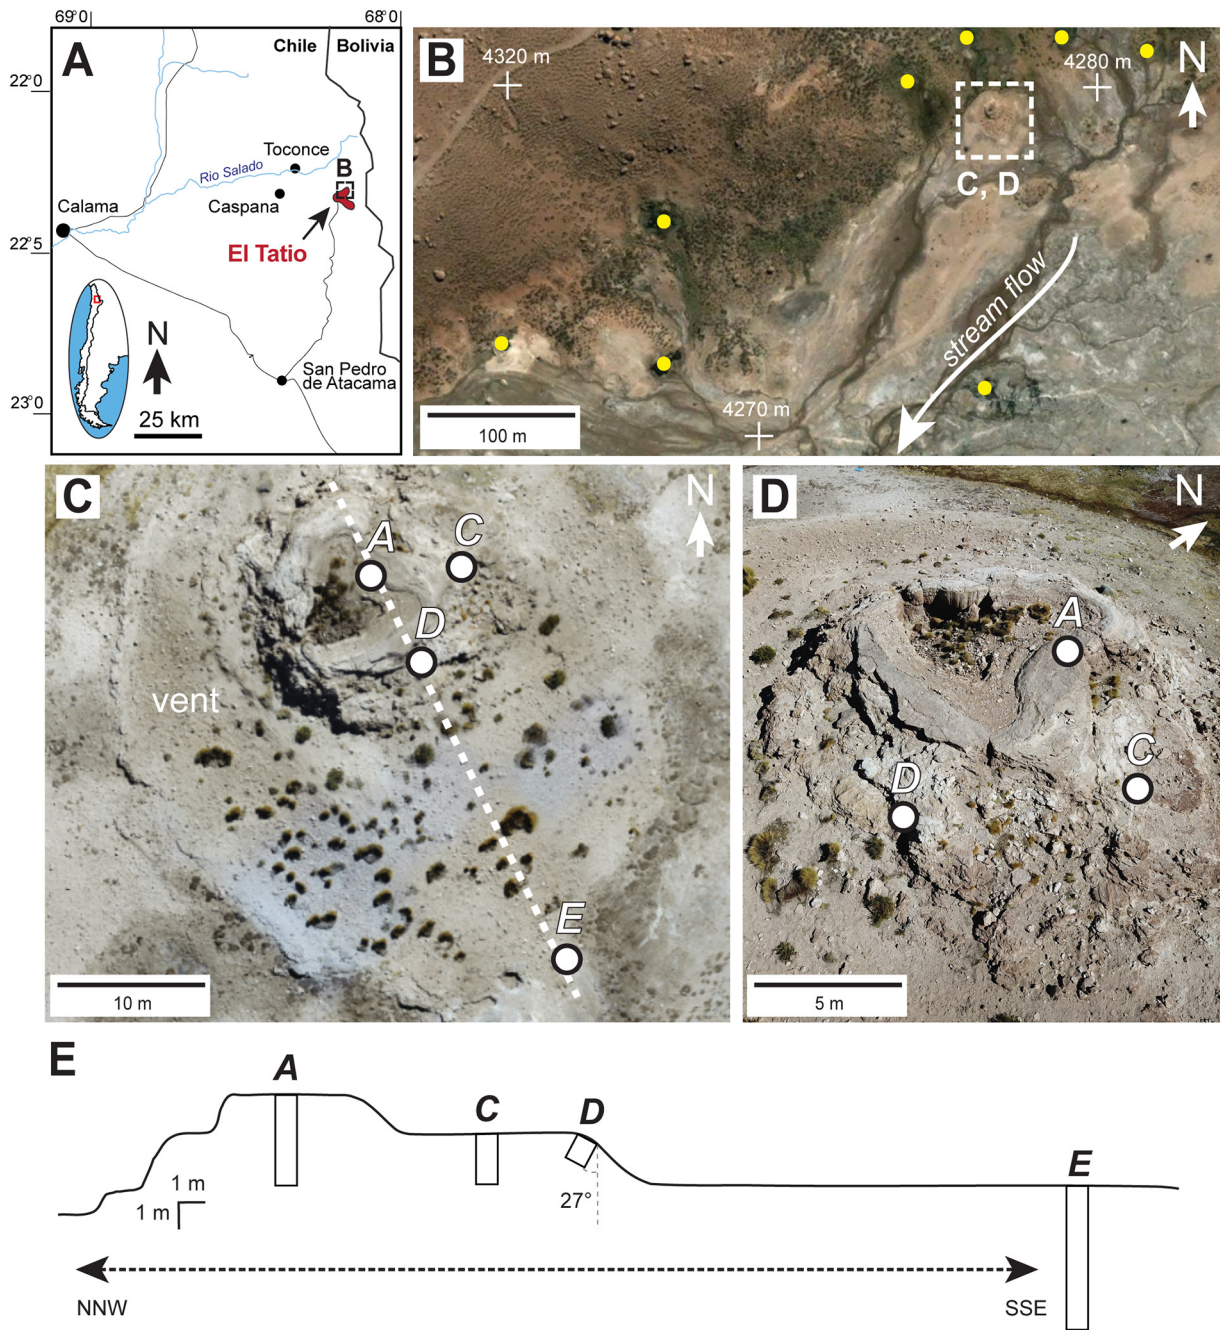 69°0
68°0
A
Chile
Bolivia
22°0
Toconce
Rio Salado
B
Caspana
Calama
El Tatio
22°5
N
San Pedro
de Atacama
25 km
23°0
B
4320 m
4280 m
N
C, D
stream flow
4270 m
100 m
C
N
A
C
D
vent
E
10 m
D
N
A
C
D
5 m
E
A
C
D
E
1 m
1 m
27°
NNW
SSE